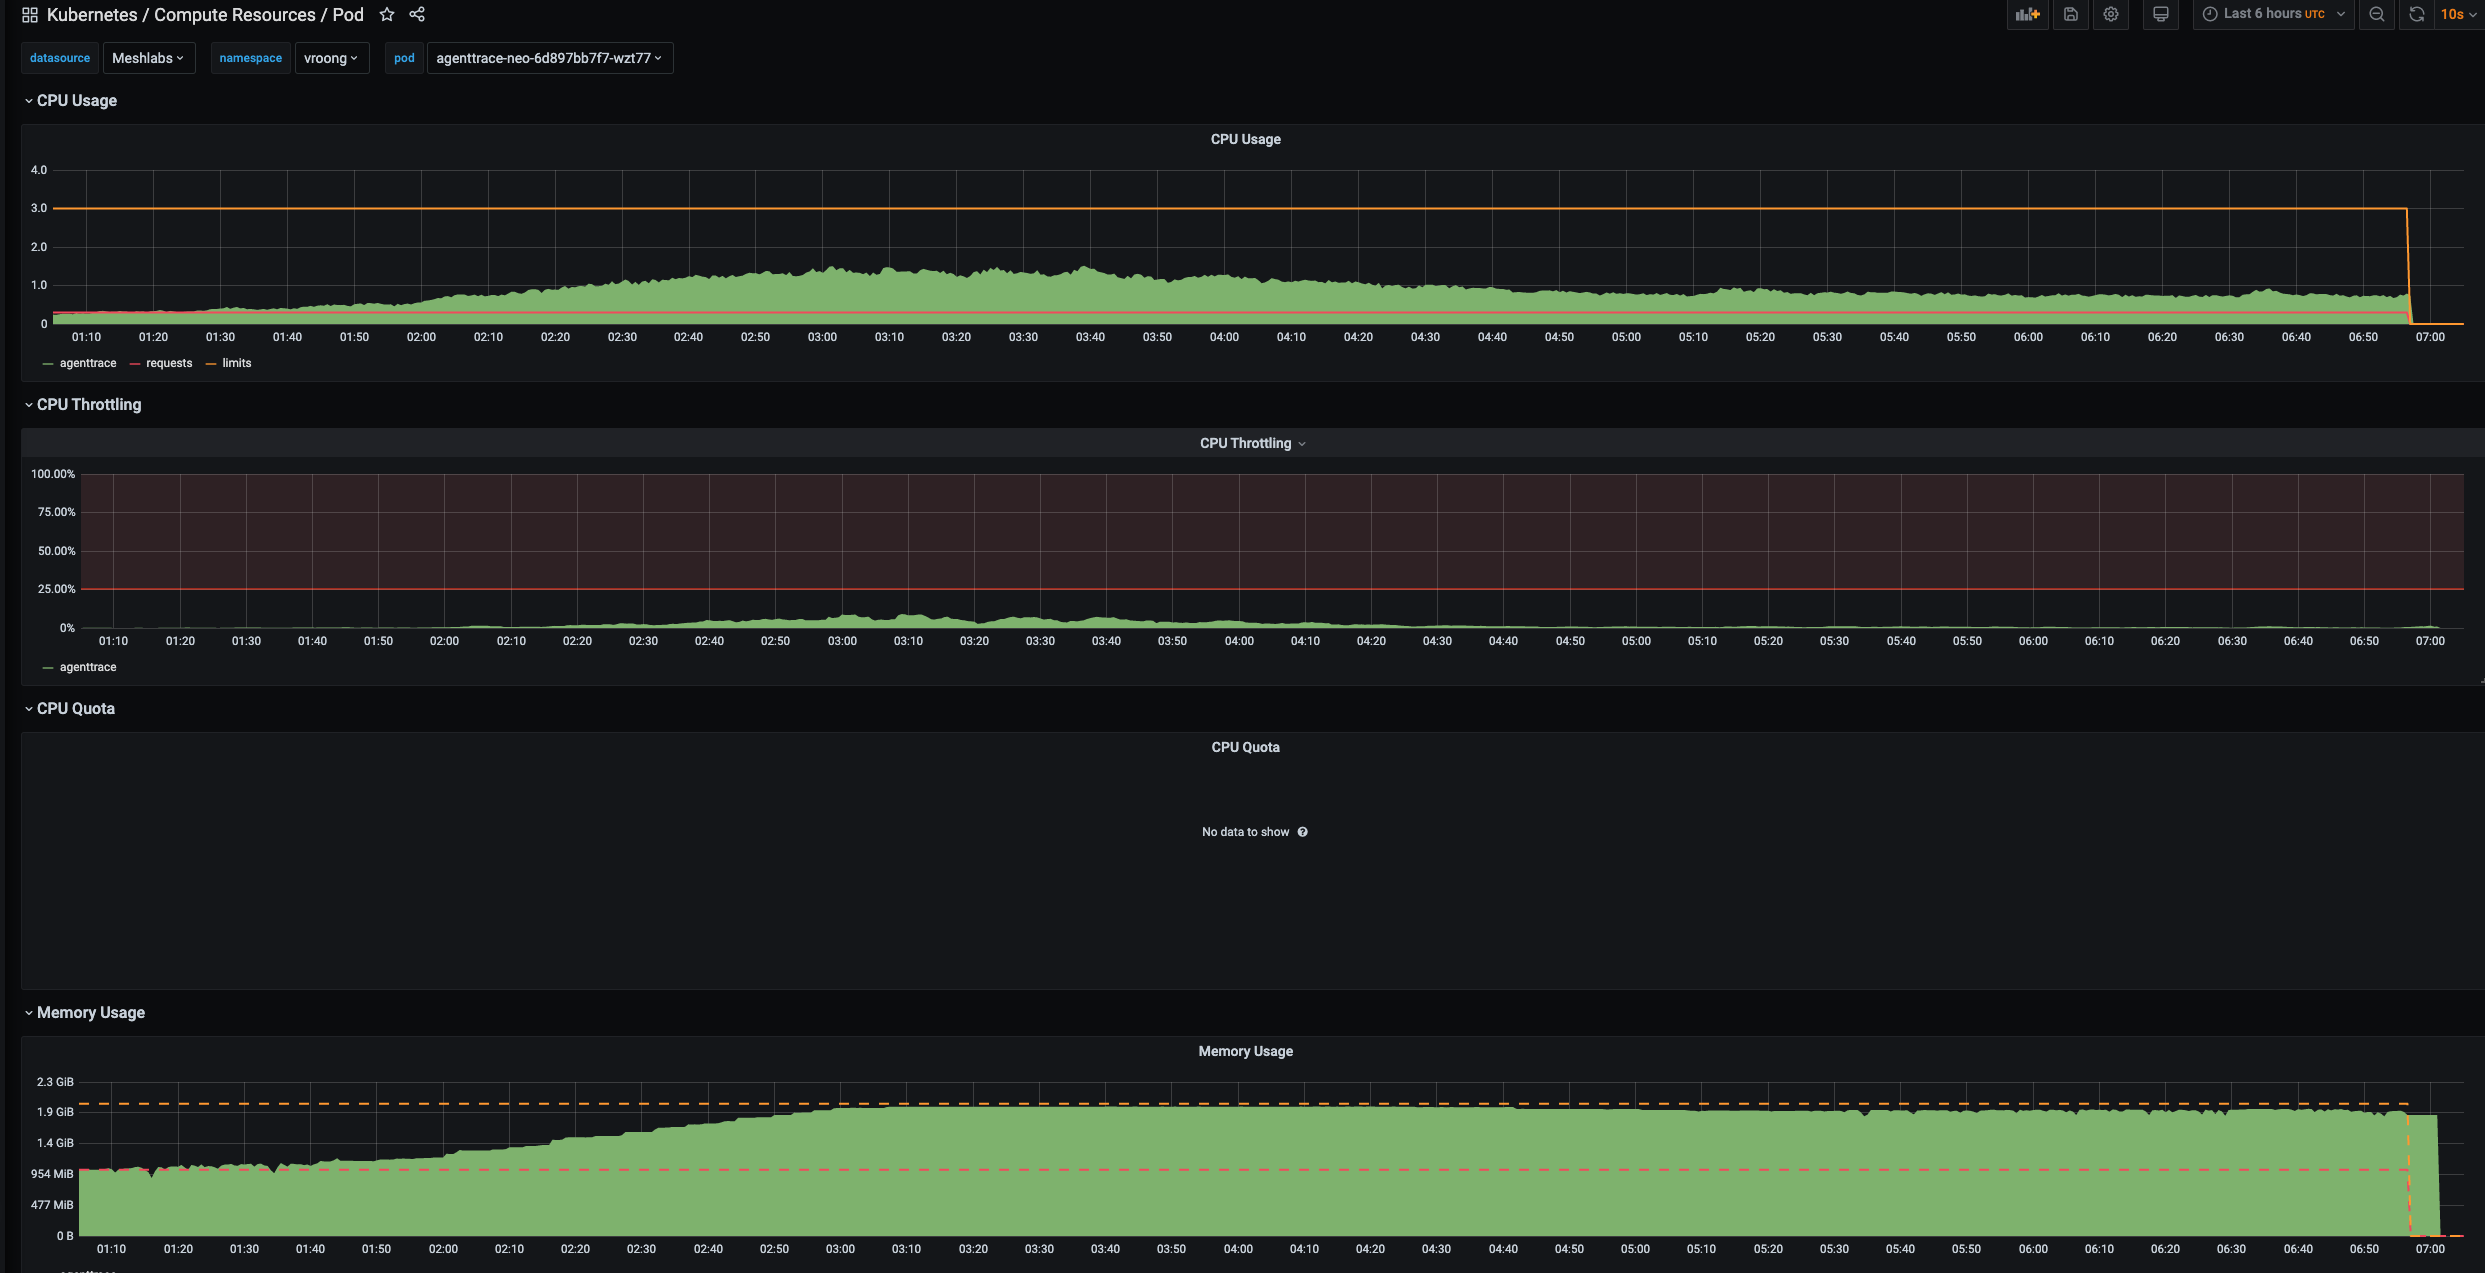 Kubernetes / Compute Resources / Pod
Last 6 hours UTC
10s
datasource Meshlabs namespace vroong pod agenttrace-neo-6d897bb7f7-wzt77
CPU Usage
CPU Usage
4.0
3.0
2.0
1.0
0
01:10 01:20 01:30 01:40 01:50 02:00 02:10 02:20 02:30 02:40 02:50 03:00 03:10 03:20 03:30 03:40 03:50 04:00 04:10 04:20 04:30 04:40 04:50 05:00 05:10 05:20 05:30 05:40 05:50 06:00 06:10 06:20 06:30 06:40 06:50 07:00
agenttrace requests limits
CPU Throttling
CPU Throttling
100.00%
75.00%
50.00%
25.00%
0%
01:10 01:20 01:30 01:40 01:50 02:00 02:10 02:20 02:30 02:40 02:50 03:00 03:10 03:20 03:30 03:40 03:50 04:00 04:10 04:20 04:30 04:40 04:50 05:00 05:10 05:20 05:30 05:40 05:50 06:00 06:10 06:20 06:30 06:40 06:50 07:00
agenttrace
CPU Quota
CPU Quota
No data to show
Memory Usage
Memory Usage
2.3 GiB
1.9 GiB
1.4 GiB
954 MiB
477 MiB
0 B
01:10 01:20 01:30 01:40 01:50 02:00 02:10 02:20 02:30 02:40 02:50 03:00 03:10 03:20 03:30 03:40 03:50 04:00 04:10 04:20 04:30 04:40 04:50 05:00 05:10 05:20 05:30 05:40 05:50 06:00 06:10 06:20 06:30 06:40 06:50 07:00